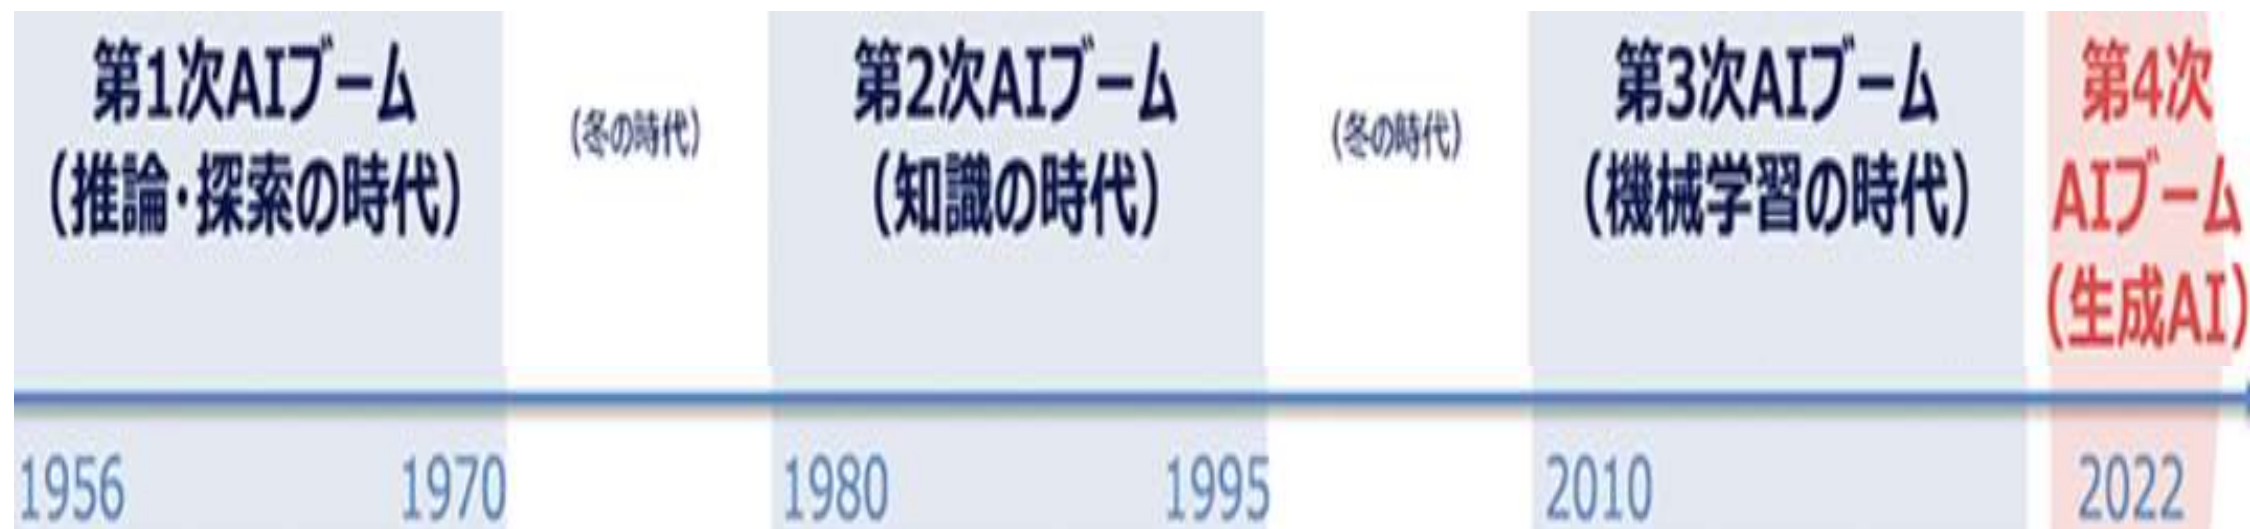 第1次AIブーム
（推論・探索の時代）
（冬の時代）
第2次AIブーム
（知識の時代）
（冬の時代）
第3次AIブーム
（機械学習の時代）
第4次
AIブーム
（生成AI）
1956
1970
1980
1995
2010
2022